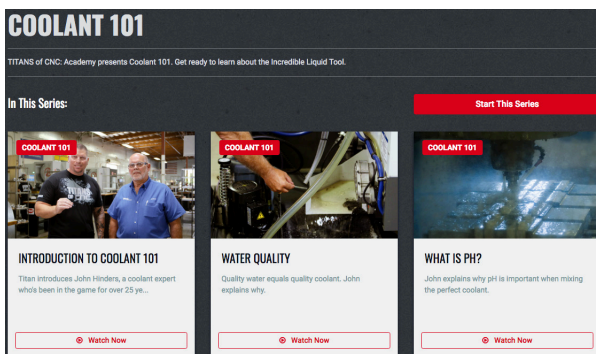 COOLANT 101
TITANS of CNC: Academy presents Coolant 101. Get ready to learn about the Incredible Liquid Tool.
In This Series:
Start This Series
COOLANT 101
TITANS
INTRODUCTION TO COOLANT 101
Titan introduces John Hinders, a coolant expert
who's been in the game for over 25 ye...
Watch Now
COOLANT 101
WATER QUALITY
Quality water equals quality coolant. John
explains why.
Watch Now
COOLANT 101
WHAT IS PH?
John explains why pH is important when mixing
the perfect coolant.
Watch Now